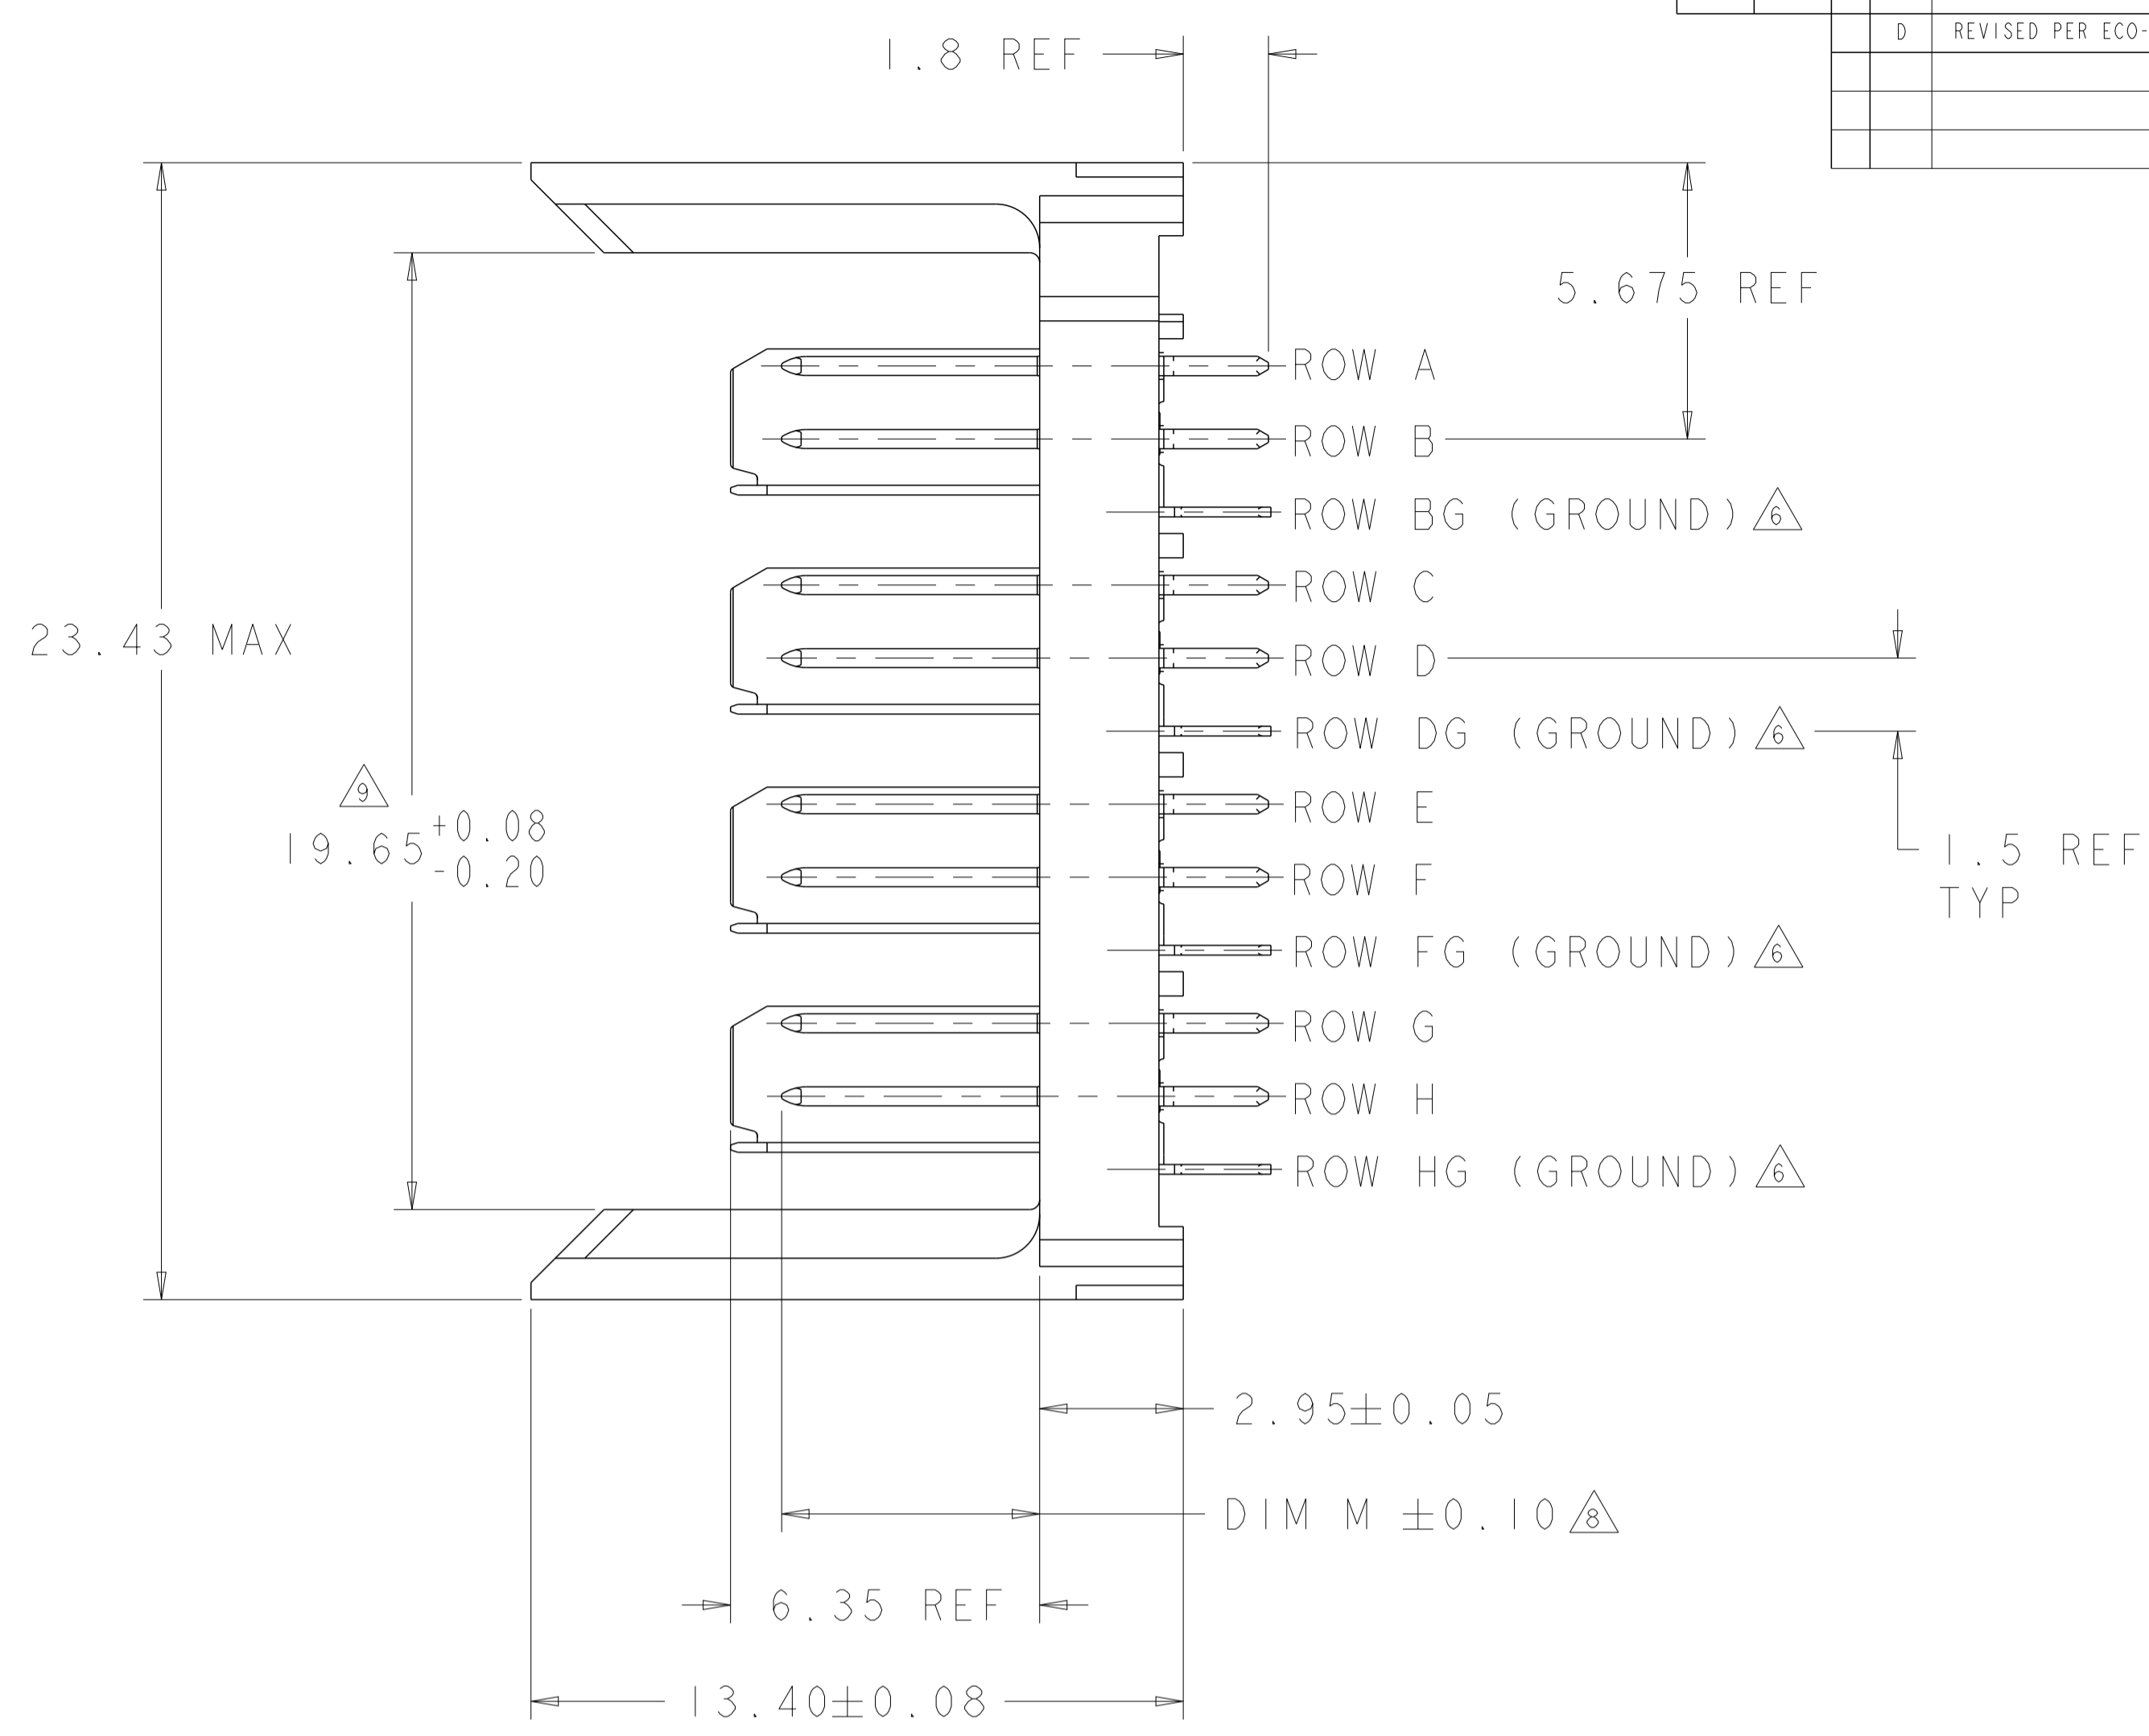 D REVISED PER ECO-
1.8 REF
5.675 REF
ROW A
ROW B
ROW BG (GROUND) 6
ROW C
23.43 MAX
ROW D
ROW DG (GROUND) 6
9
ROW E
19.65 +0.08
-0.20
1.5 REF
TYP
ROW F
ROW FG (GROUND) 6
ROW G
ROW H
ROW HG (GROUND) 6
2.95±0.05
DIM M ±0.10 8
6.35 REF
13.40±0.08